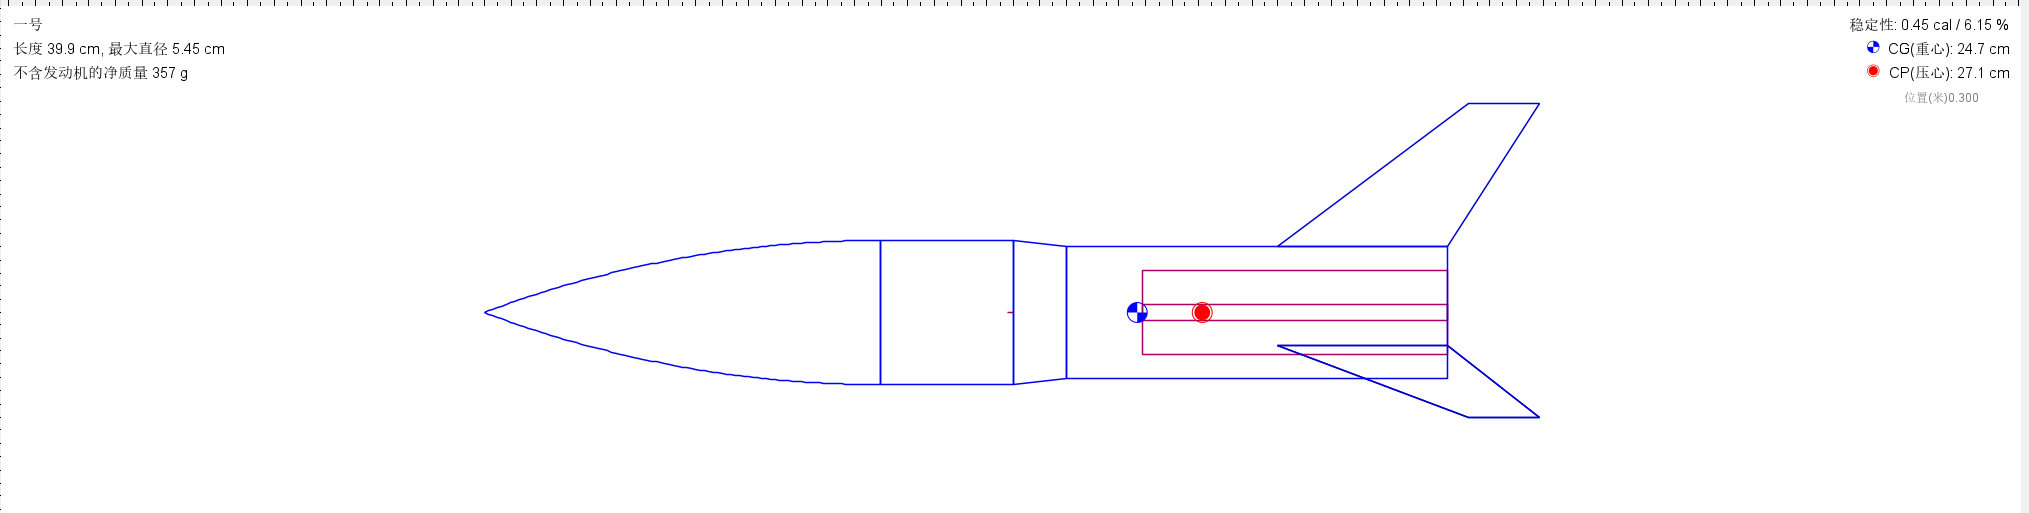 一号
长度 39.9 cm, 最大直径 5.45 cm
不含发动机的净质量 357 g
稳定性: 0.45 cal / 6.15 %
CG(重心): 24.7 cm
CP(压心): 27.1 cm
位置(米)0.300